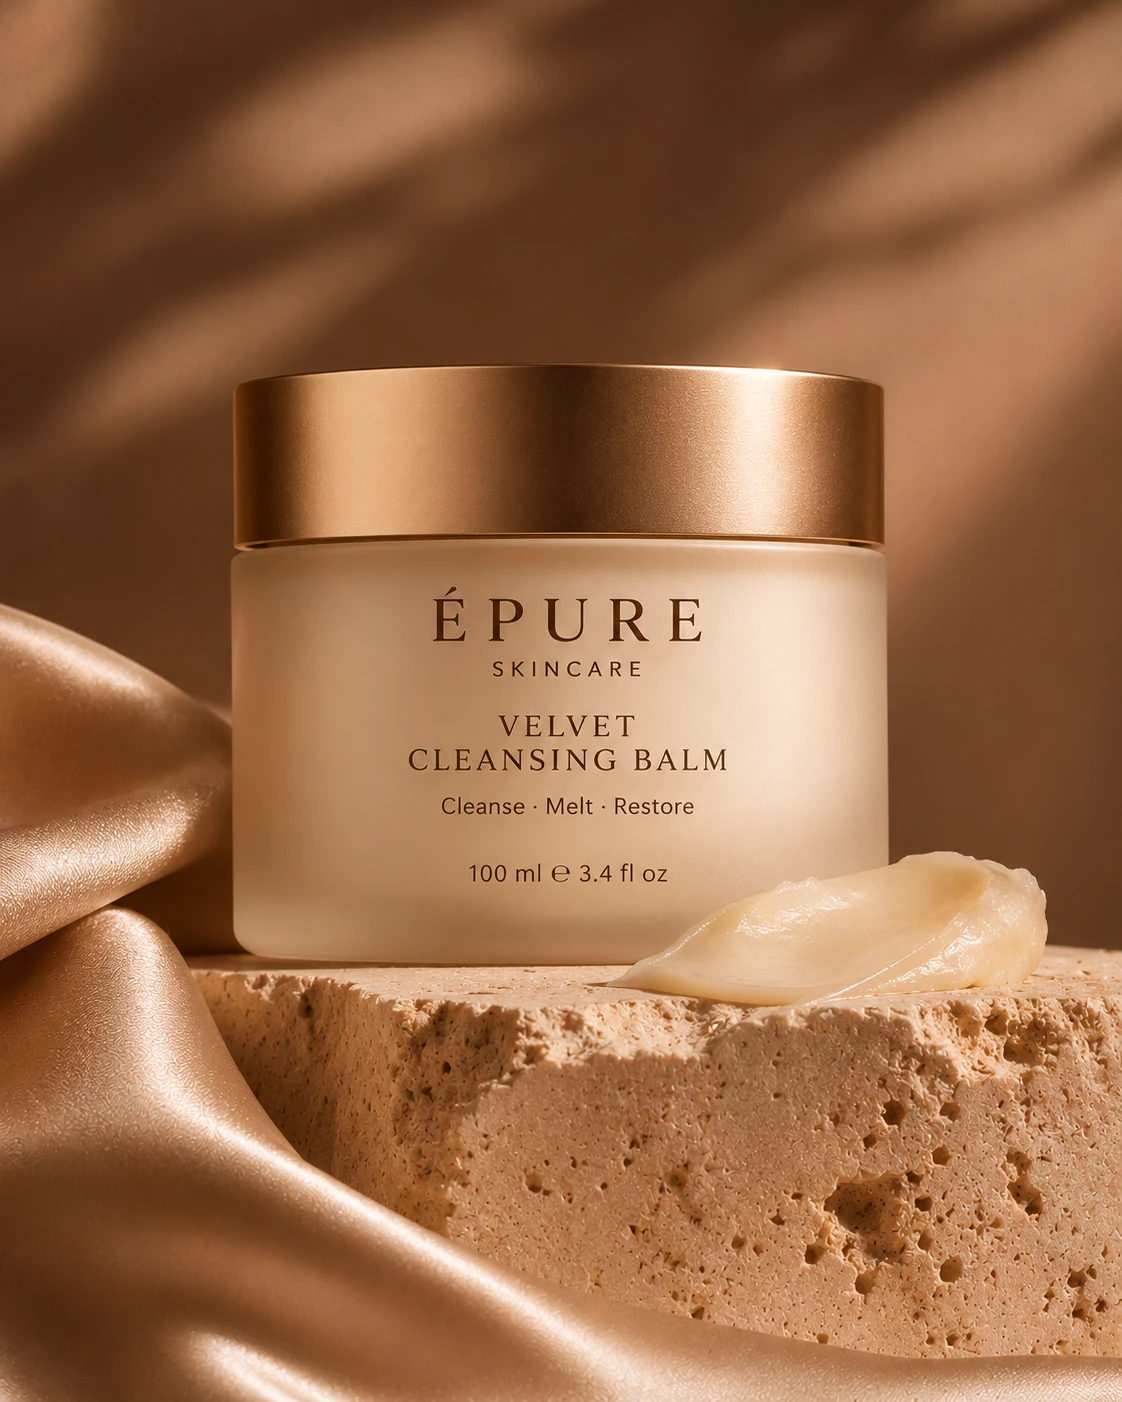 ÉPURE
SKINCARE
VELVET
CLEANSING BALM
Cleanse · Melt · Restore
100 ml ℮ 3.4 fl oz